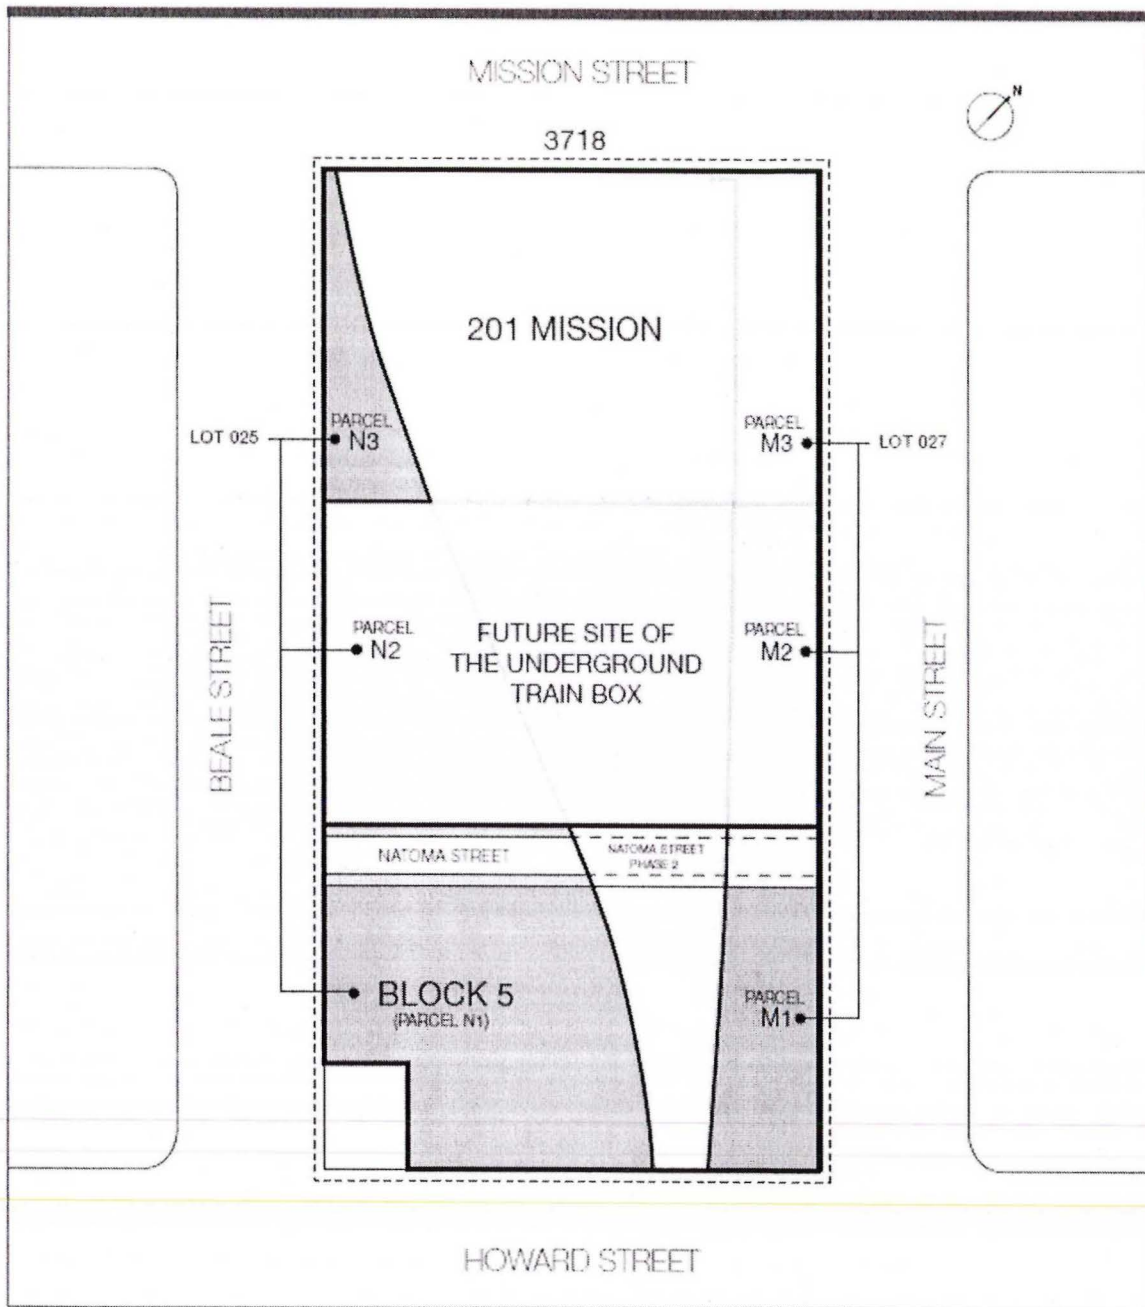 MISSION STREET
N
3718
201 MISSION
PARCEL
N3
LOT 025
PARCEL
M3
LOT 027
PARCEL
N2
FUTURE SITE OF
THE UNDERGROUND
TRAIN BOX
PARCEL
M2
BEALE STREET
MAIN STREET
NATOMA STREET
NATOMA STREET
PHASE 2
BLOCK 5
(PARCEL N1)
PARCEL
M1
HOWARD STREET